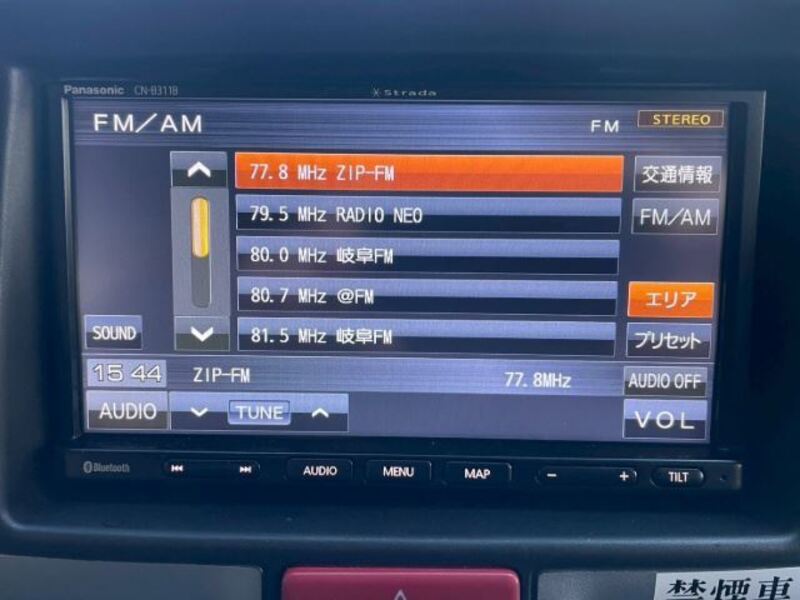 Panasonic CN-B311B
X-Strada
FM/AM
FM STEREO
77.8 MHz ZIP-FM
交通情報
79.5 MHz RADIO NEO
FM/AM
80.0 MHz 岐阜FM
80.7 MHz @FM
エリア
SOUND
81.5 MHz 岐阜FM
プリセット
15 44 ZIP-FM 77.8MHz
AUDIO OFF
AUDIO
TUNE
VOL
Bluetooth
AUDIO MENU MAP - + TILT
禁煙車